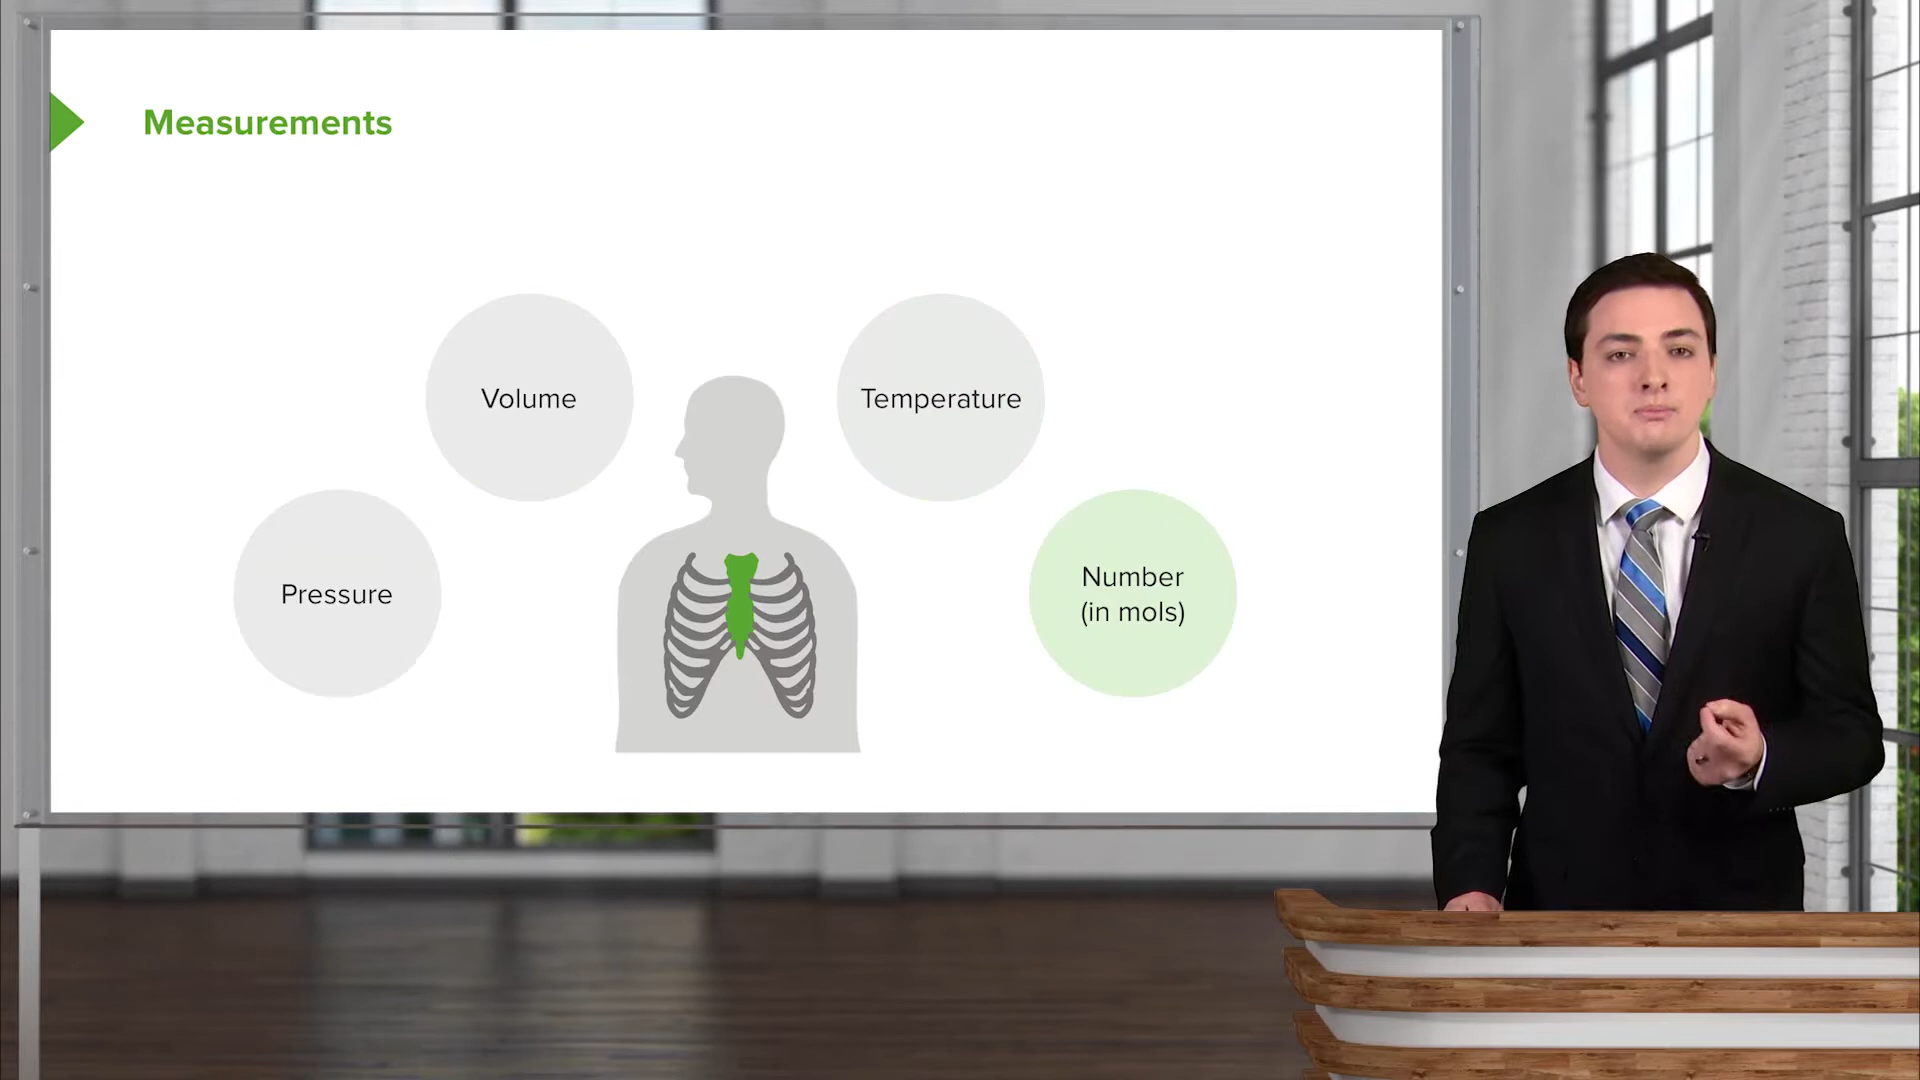 Measurements
Volume
Temperature
Pressure
Number
(in mols)